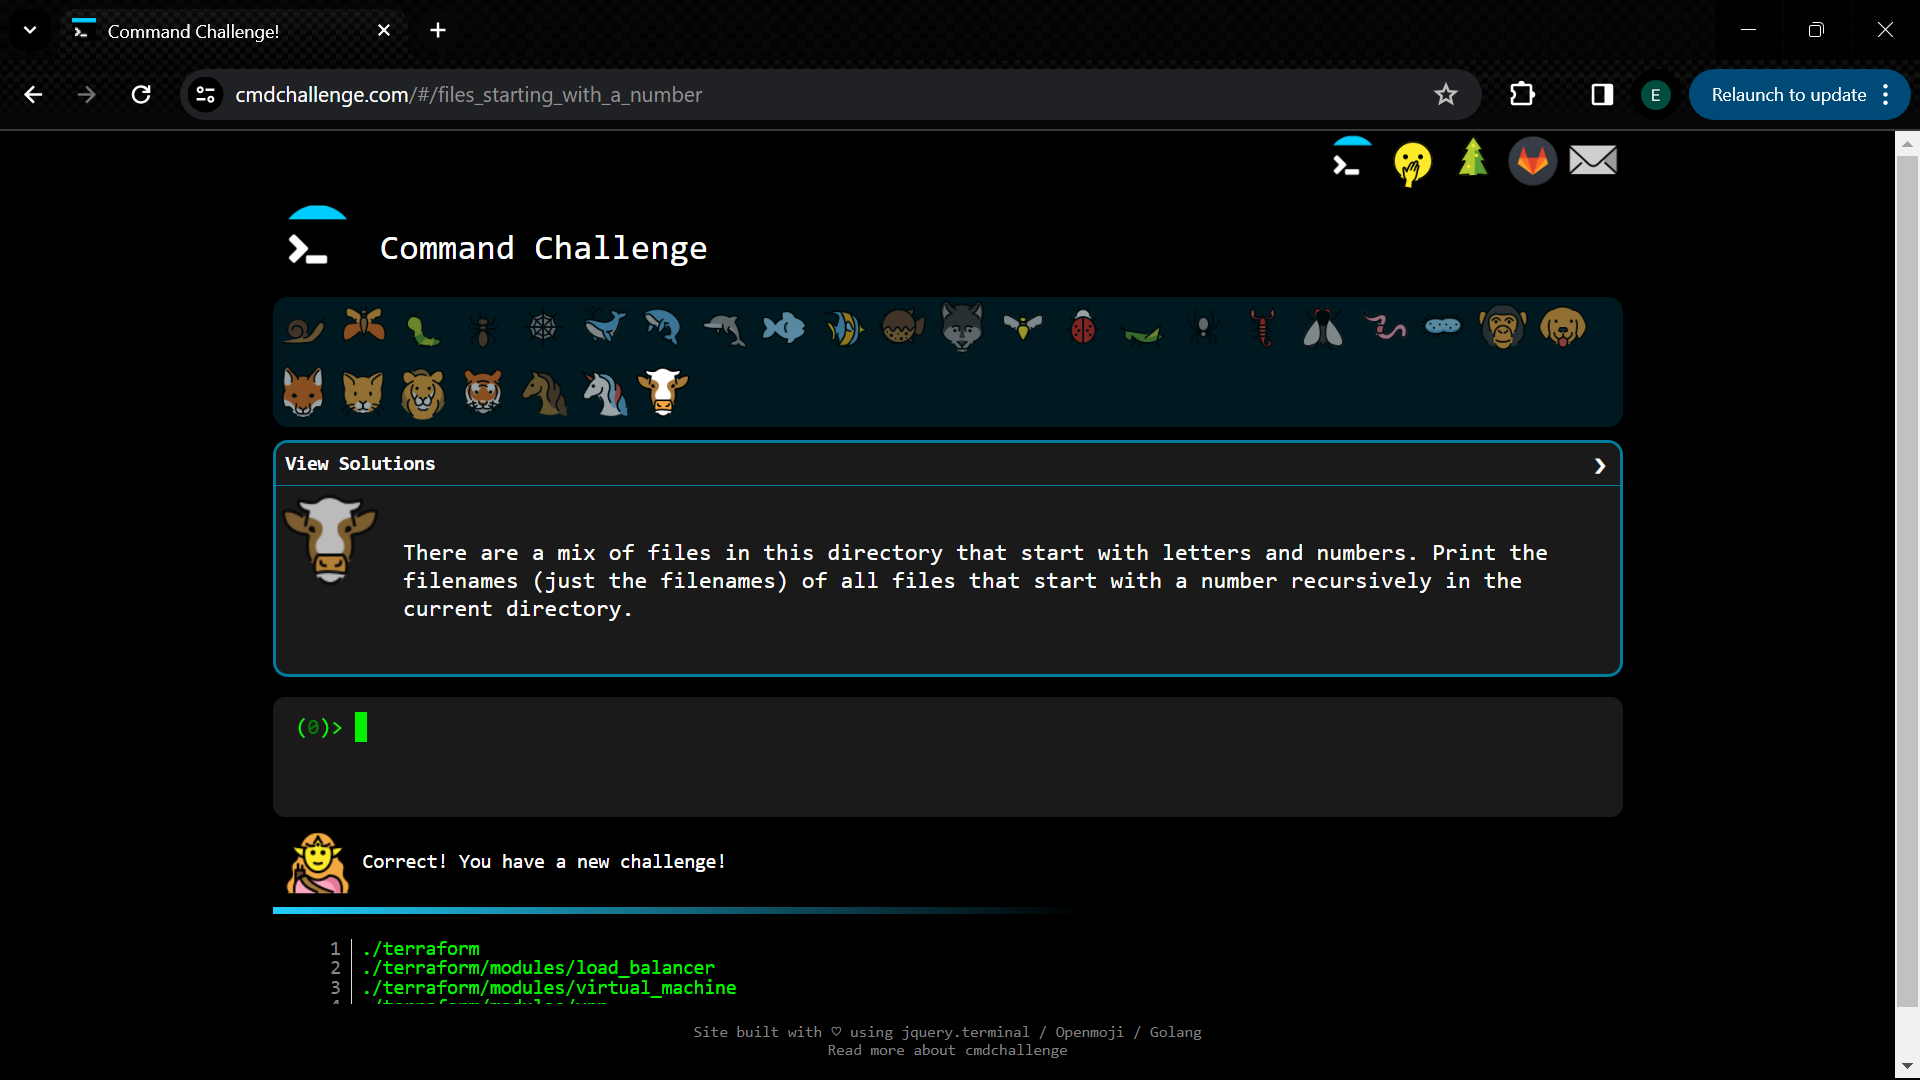 Command Challenge!
cmdchallenge.com/#/files_starting_with_a_number
E
Relaunch to update
Command Challenge
View Solutions
There are a mix of files in this directory that start with letters and numbers. Print the
filenames (just the filenames) of all files that start with a number recursively in the
current directory.
(0)>
Correct! You have a new challenge!
1 ./terraform
2 ./terraform/modules/load_balancer
3 ./terraform/modules/virtual_machine
Site built with ♡ using jquery.terminal / Openmoji / Golang
Read more about cmdchallenge